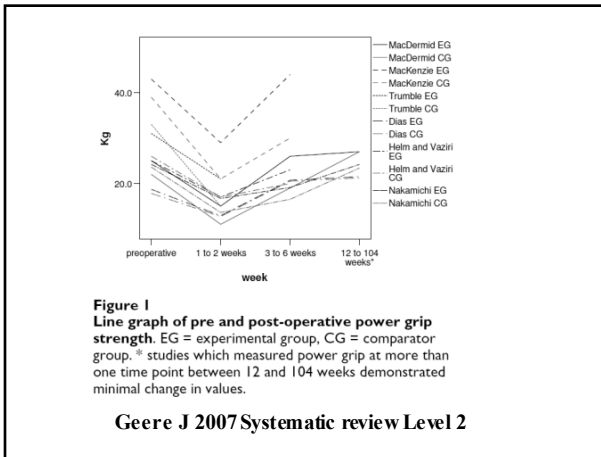 MacDermid EG
MacDermid CG
MacKenzie EG
MacKenzie CG
Trumble EG
Trumble CG
Dias EG
Dias CG
Helm and Vaziri
EG
Helm and Vaziri
CG
Nakamichi EG
Nakamichi CG
40.0
Kg
20.0
preoperative 1 to 2 weeks 3 to 6 weeks 12 to 104
weeks*
week
Figure 1
Line graph of pre and post-operative power grip
strength. EG = experimental group, CG = comparator
group. * studies which measured power grip at more than
one time point between 12 and 104 weeks demonstrated
minimal change in values.
Geere J 2007 Systematic review Level 2